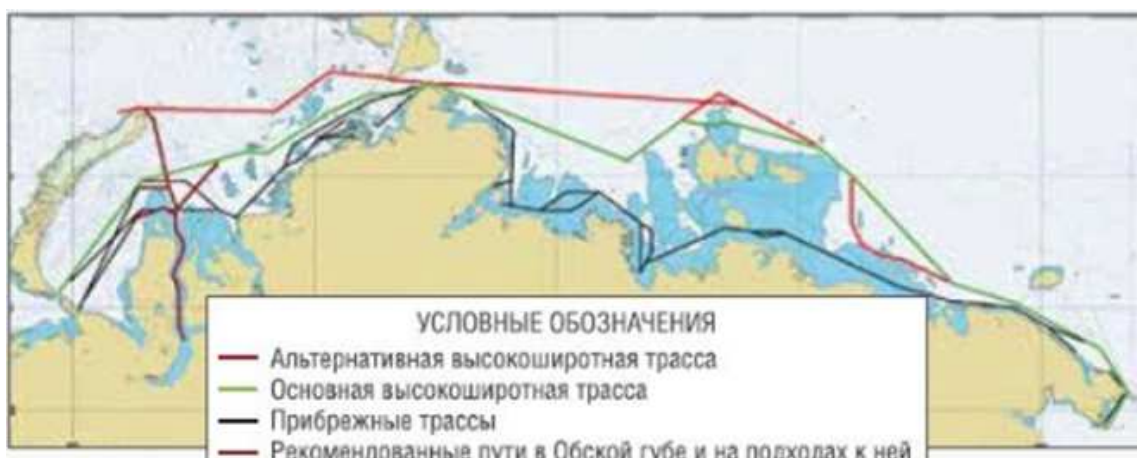 УСЛОВНЫЕ ОБОЗНАЧЕНИЯ
Альтернативная высокоширотная трасса
Основная высокоширотная трасса
Прибрежные трассы
Рекомендованные пути в Обской губе и на подходах к ней